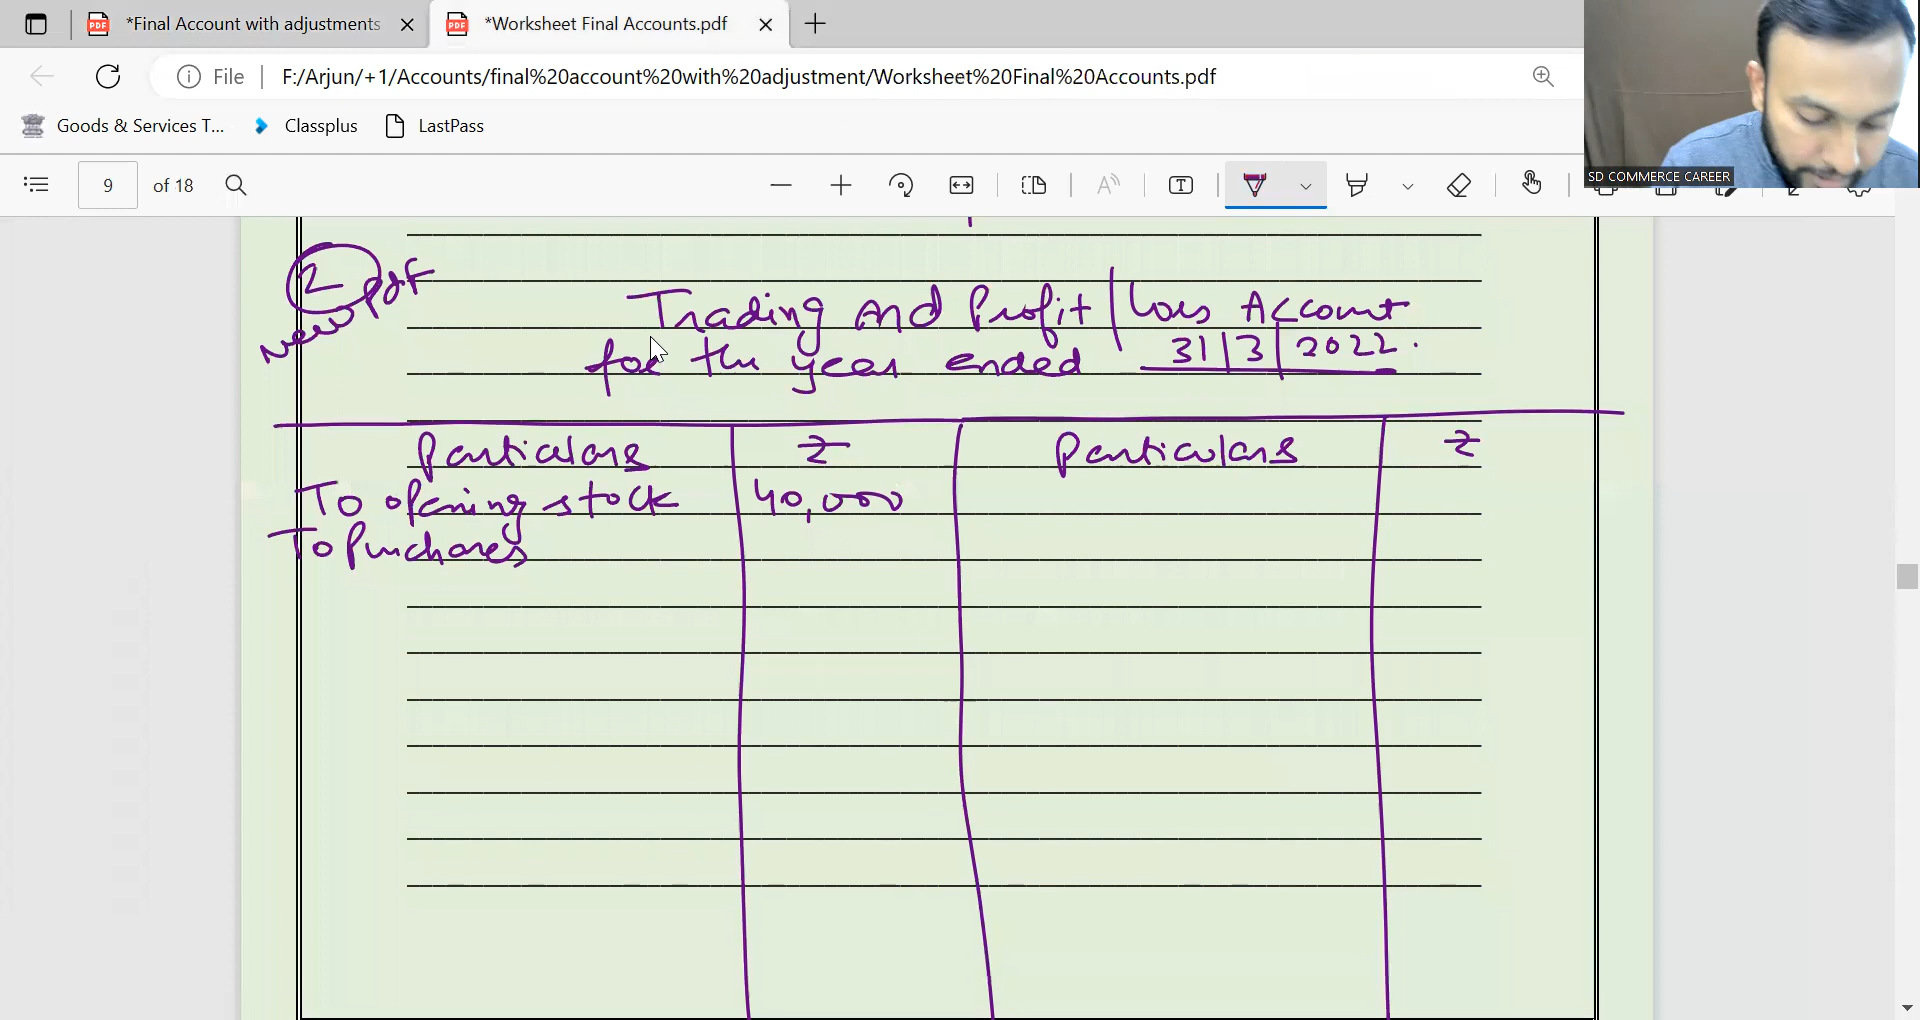 *Final Account with adjustments
*Worksheet Final Accounts.pdf
File
F:/Arjun/+1/Accounts/final%20account%20with%20adjustment/Worksheet%20Final%20Accounts.pdf
Goods & Services T...
Classplus
LastPass
9 of 18
SD COMMERCE CAREER
2 New pdf
Trading and Profit/Loss Account
for the year ended 31/3/2022.
Particulars ₹ Particulars ₹
To opening stock 40,000
To Purchases